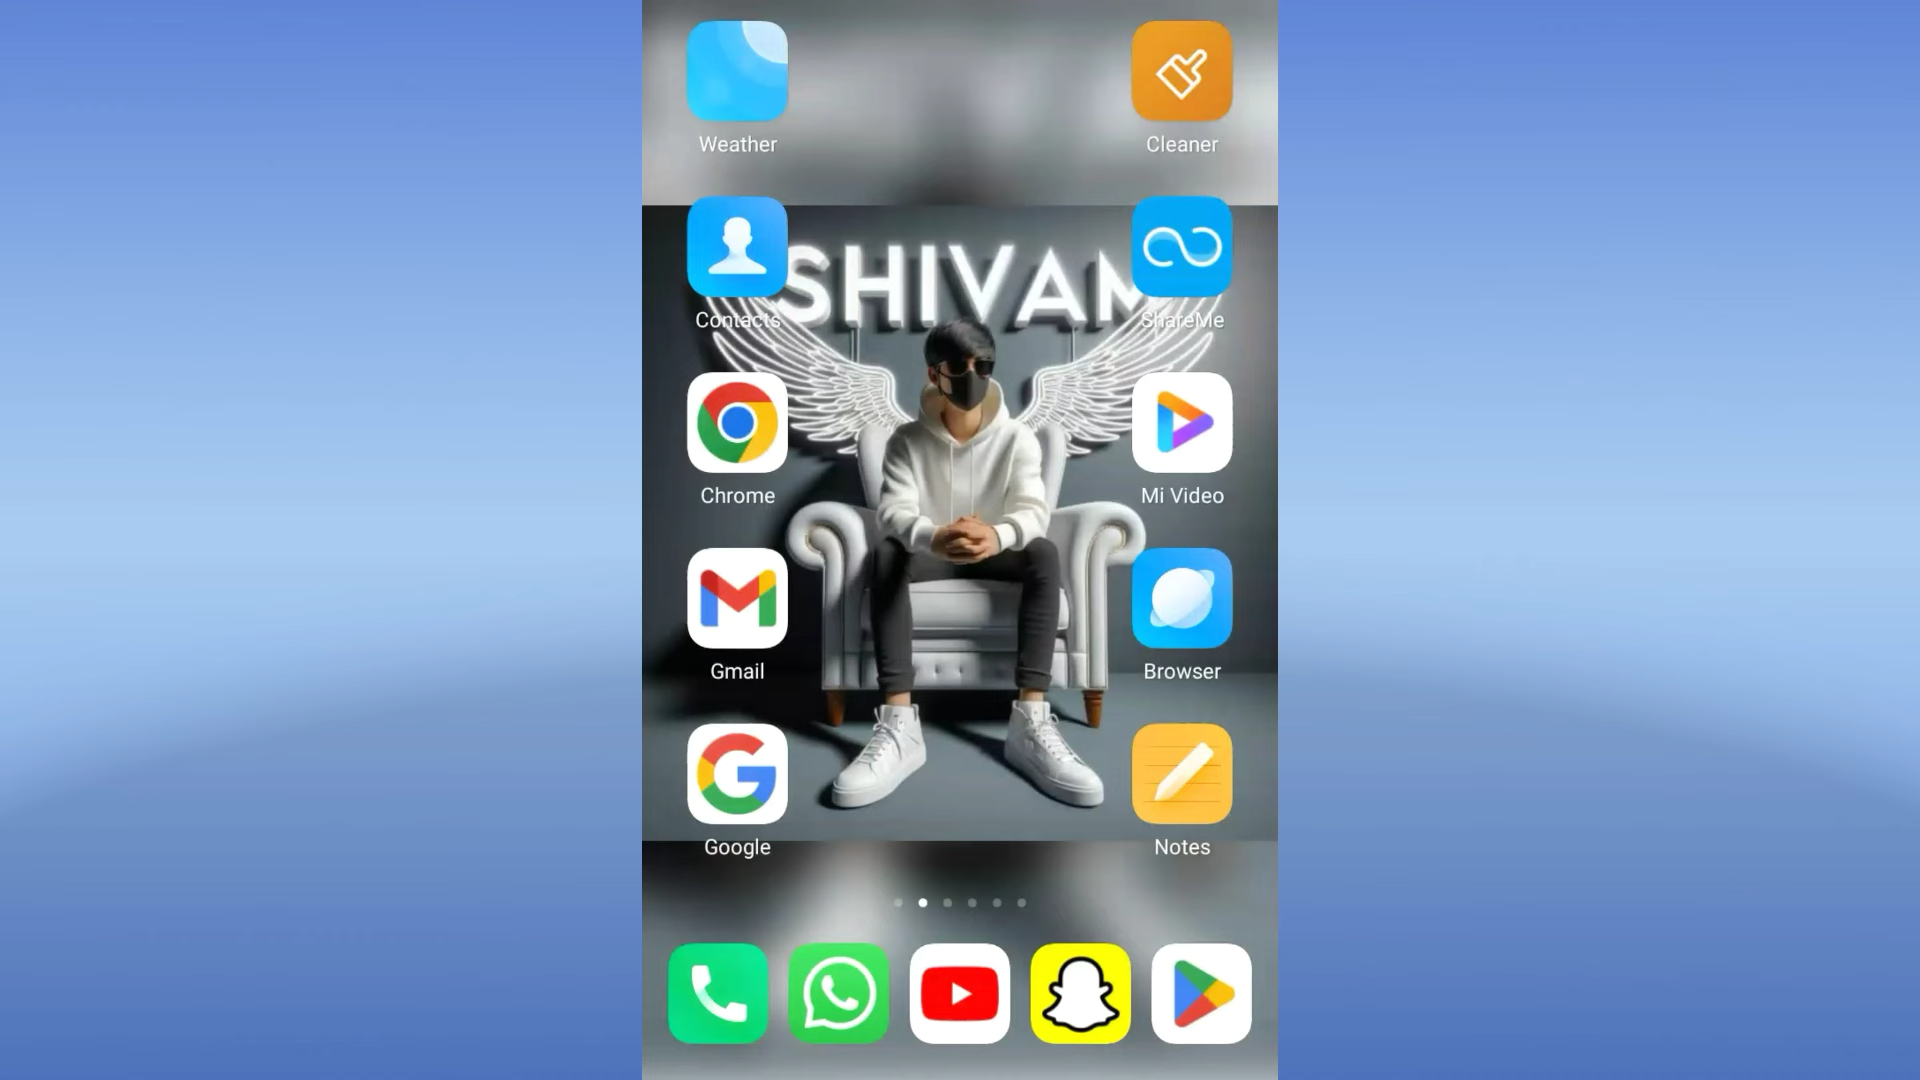 Weather Cleaner
SHIVAM
Contacts ShareMe
Chrome Mi Video
Gmail Browser
Google Notes